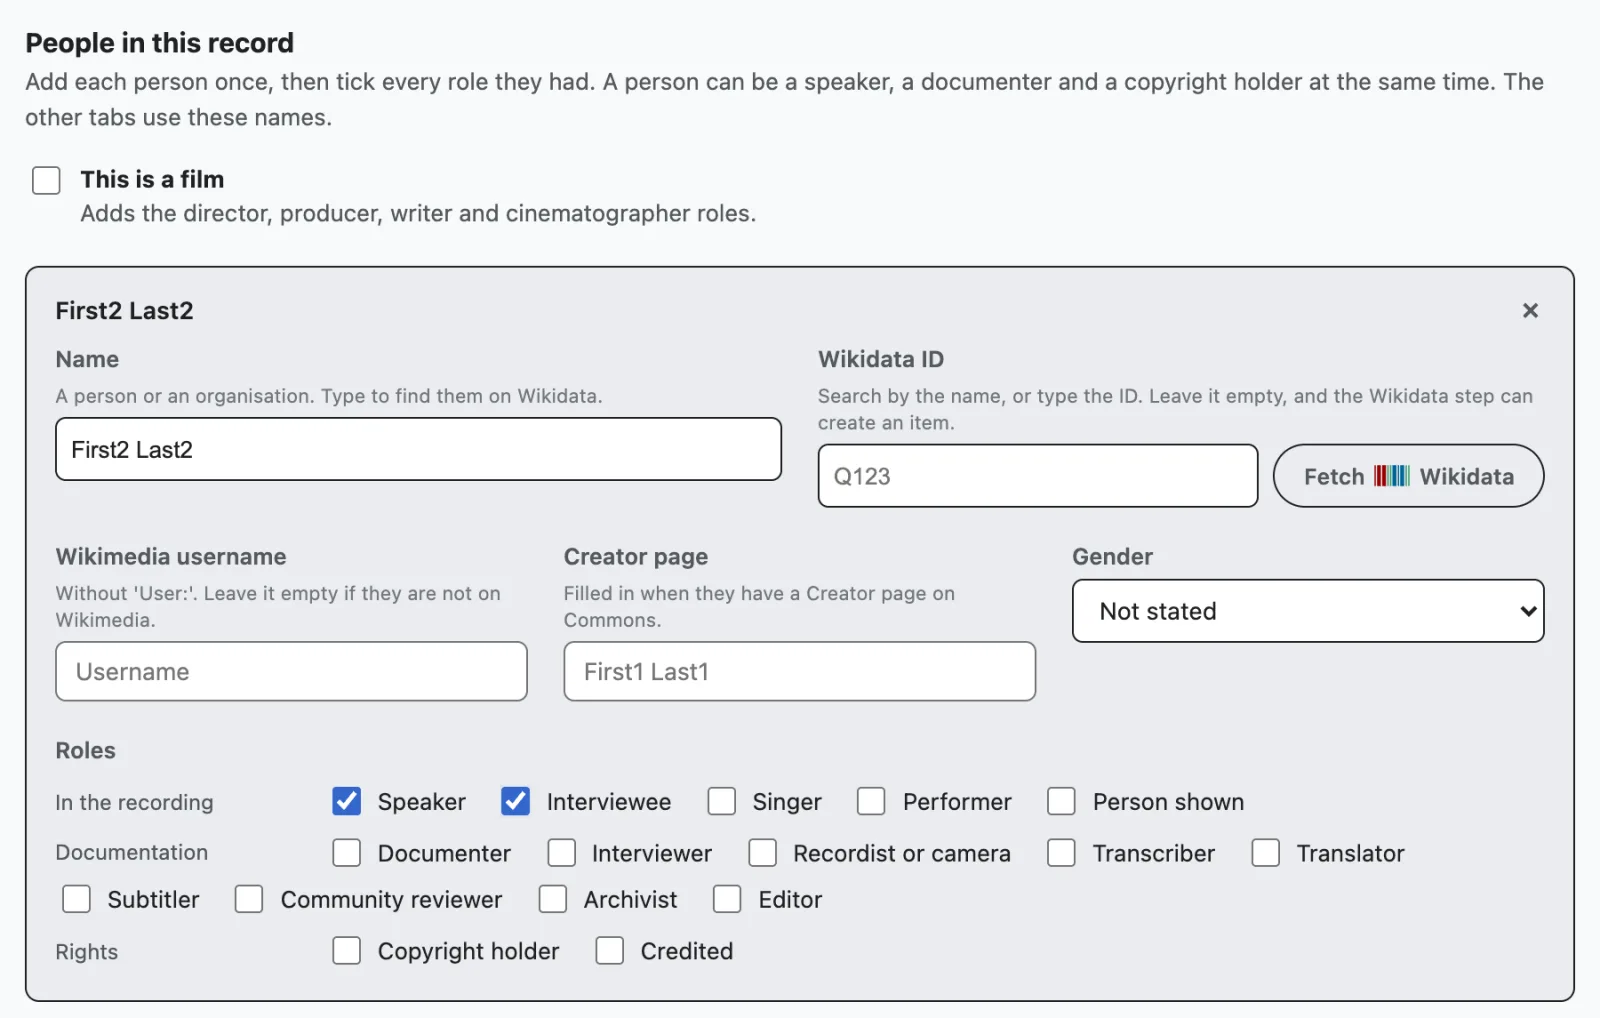 People in this record
Add each person once, then tick every role they had. A person can be a speaker, a documenter and a copyright holder at the same time. The
other tabs use these names.
This is a film
Adds the director, producer, writer and cinematographer roles.
First2 Last2
×
Name
A person or an organisation. Type to find them on Wikidata.
First2 Last2
Wikidata ID
Search by the name, or type the ID. Leave it empty, and the Wikidata step can
create an item.
Q123
Fetch Wikidata
Wikimedia username
Without 'User:'. Leave it empty if they are not on
Wikimedia.
Username
Creator page
Filled in when they have a Creator page on
Commons.
First1 Last1
Gender
Not stated
Roles
In the recording Speaker Interviewee Singer Performer Person shown
Documentation Documenter Interviewer Recordist or camera Transcriber Translator
Subtitler Community reviewer Archivist Editor
Rights Copyright holder Credited